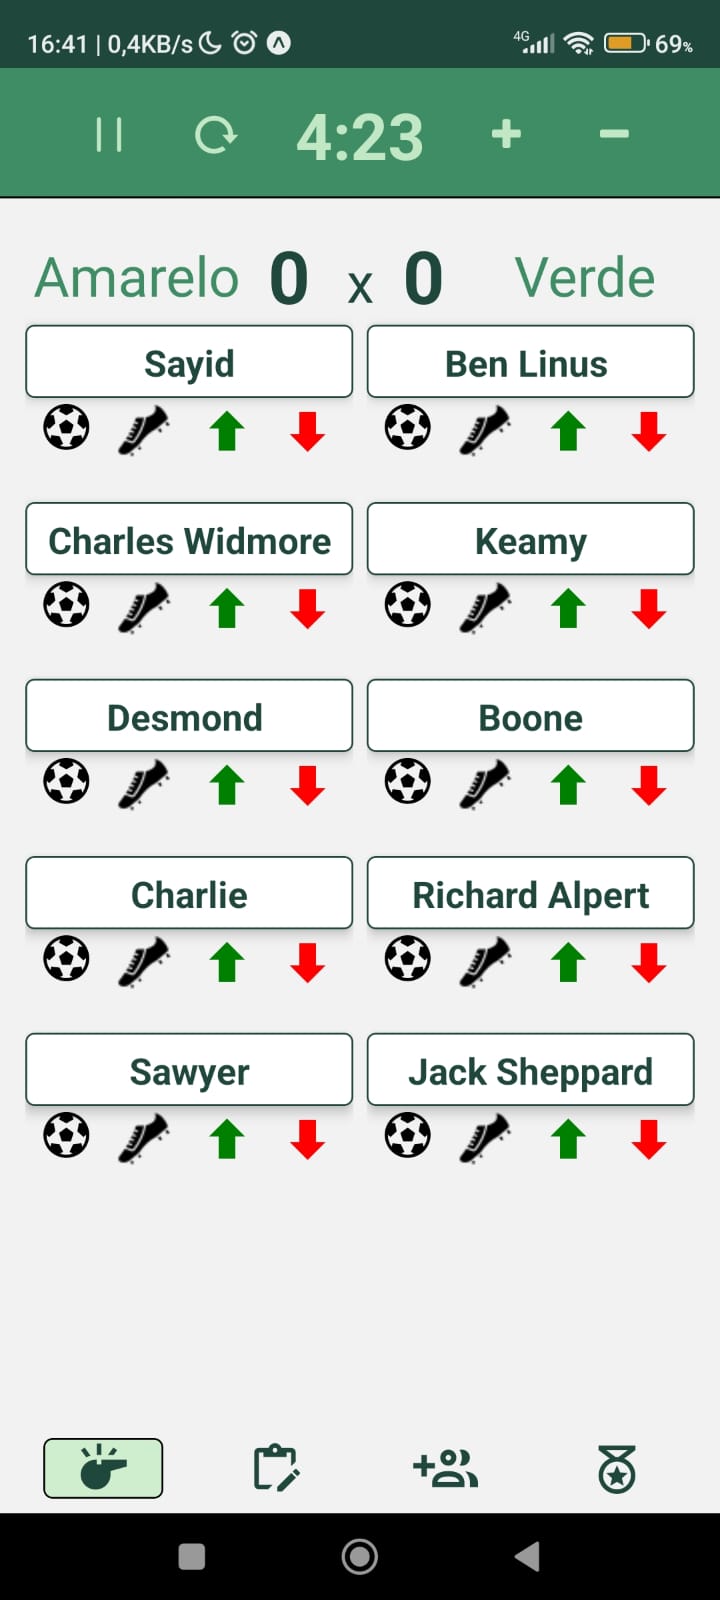 16:41 | 0,4KB/s 4G 69%
4:23
Amarelo 0 x 0 Verde
Sayid Ben Linus
Charles Widmore Keamy
Desmond Boone
Charlie Richard Alpert
Sawyer Jack Sheppard